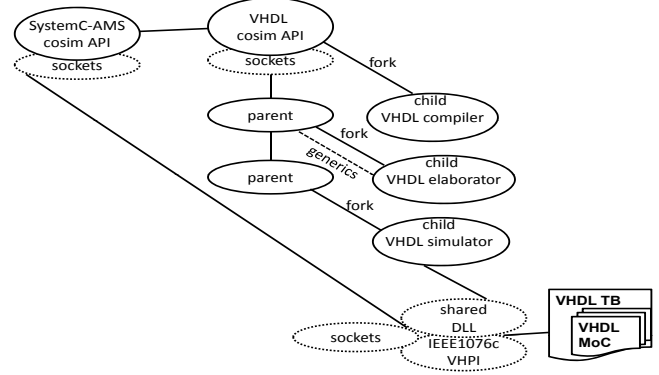 SystemC-AMS
cosim API
sockets
VHDL
cosim API
sockets
fork
child
VHDL compiler
parent
fork
generics
child
VHDL elaborator
parent
fork
child
VHDL simulator
shared
DLL
sockets
IEEE1076c
VHPI
VHDL TB
VHDL
MoC